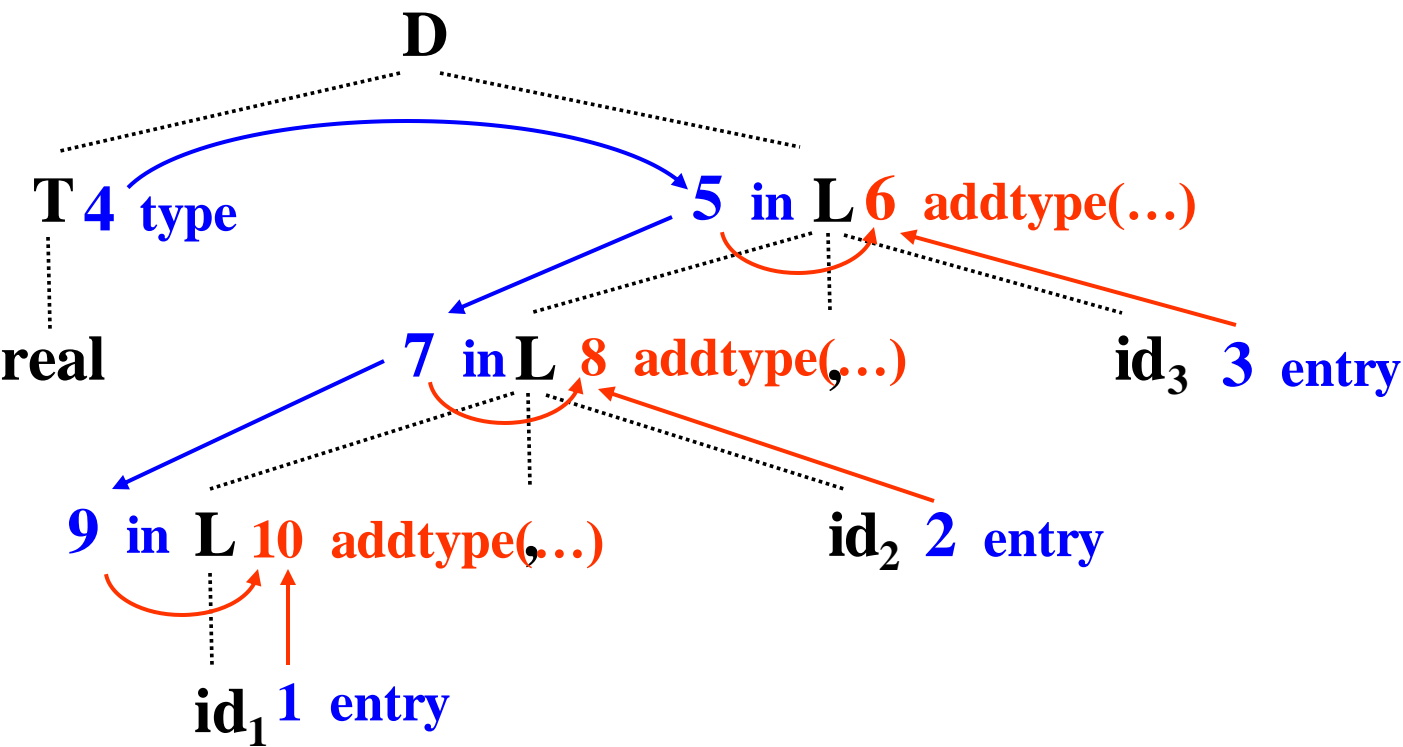 D
T 4 type 5 in L 6 addtype(…)
real 7 in L 8 addtype(…) , id3 3 entry
9 in L 10 addtype(…) , id2 2 entry
id1 1 entry